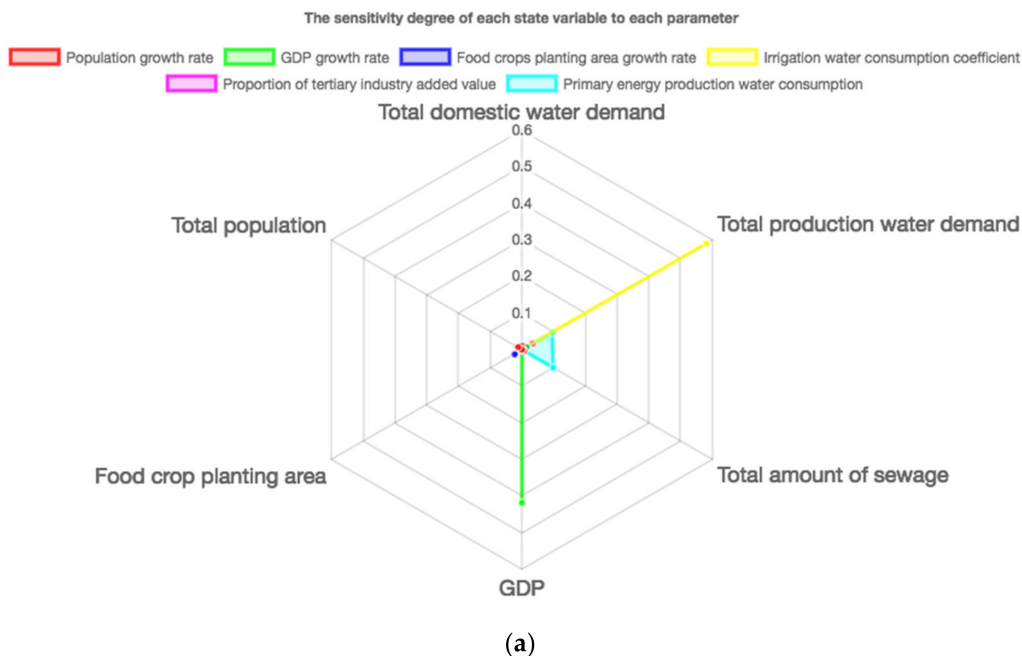 The sensitivity degree of each state variable to each parameter
Population growth rate GDP growth rate Food crops planting area growth rate Irrigation water consumption coefficient
Proportion of tertiary industry added value Primary energy production water consumption
Total domestic water demand
0.6
0.5
0.4
0.3
0.2
0.1
Total population
Total production water demand
Food crop planting area
Total amount of sewage
GDP
(a)